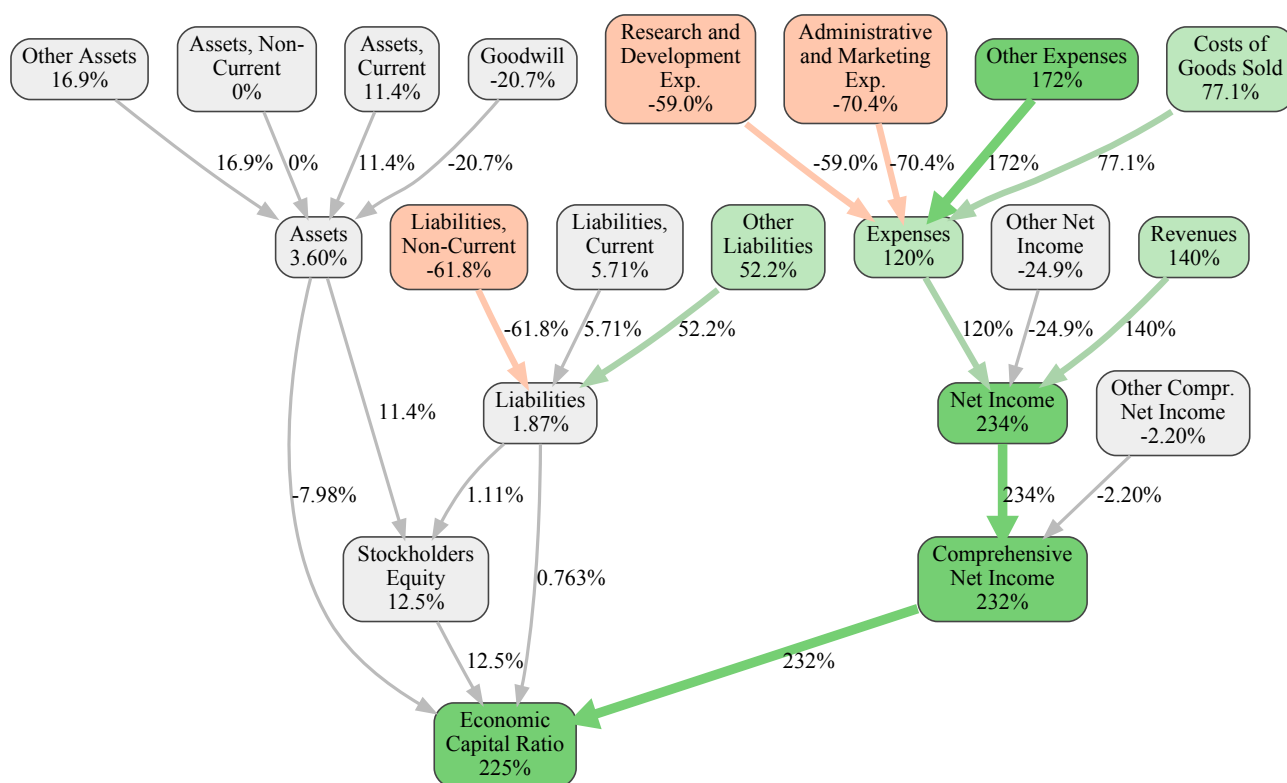 Other Assets
16.9%
Assets, Non-
Current
0%
Assets,
Current
11.4%
Goodwill
-20.7%
Research and
Development
Exp.
-59.0%
Administrative
and Marketing
Exp.
-70.4%
Other Expenses
172%
Costs of
Goods Sold
77.1%
16.9%
0%
11.4%
-20.7%
-59.0%
-70.4%
172%
77.1%
Assets
3.60%
Liabilities,
Non-Current
-61.8%
Liabilities,
Current
5.71%
Other
Liabilities
52.2%
Expenses
120%
Other Net
Income
-24.9%
Revenues
140%
-61.8%
5.71%
52.2%
120%
-24.9%
140%
11.4%
Liabilities
1.87%
Net Income
234%
Other Compr.
Net Income
-2.20%
-7.98%
1.11%
234%
-2.20%
Stockholders
Equity
12.5%
0.763%
Comprehensive
Net Income
232%
12.5%
232%
Economic
Capital Ratio
225%